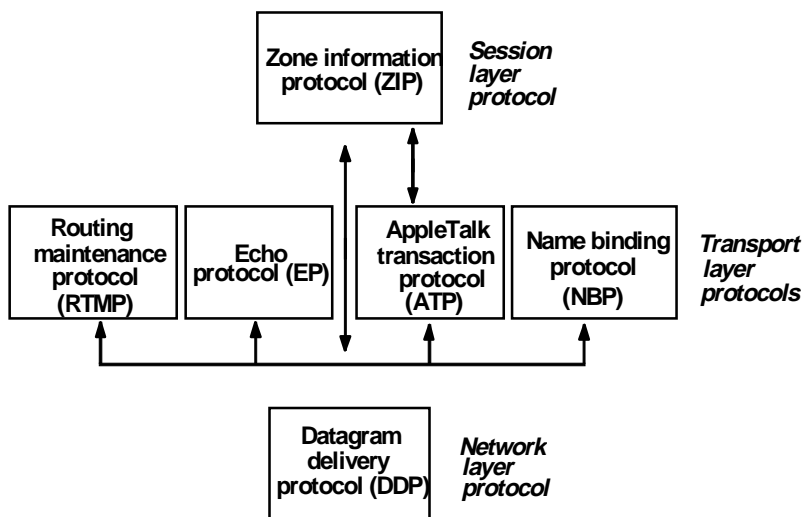 Zone information
protocol (ZIP)
Session
layer
protocol
Routing
maintenance
protocol
(RTMP)
Echo
protocol (EP)
AppleTalk
transaction
protocol
(ATP)
Name binding
protocol
(NBP)
Transport
layer
protocols
Datagram
delivery
protocol (DDP)
Network
layer
protocol